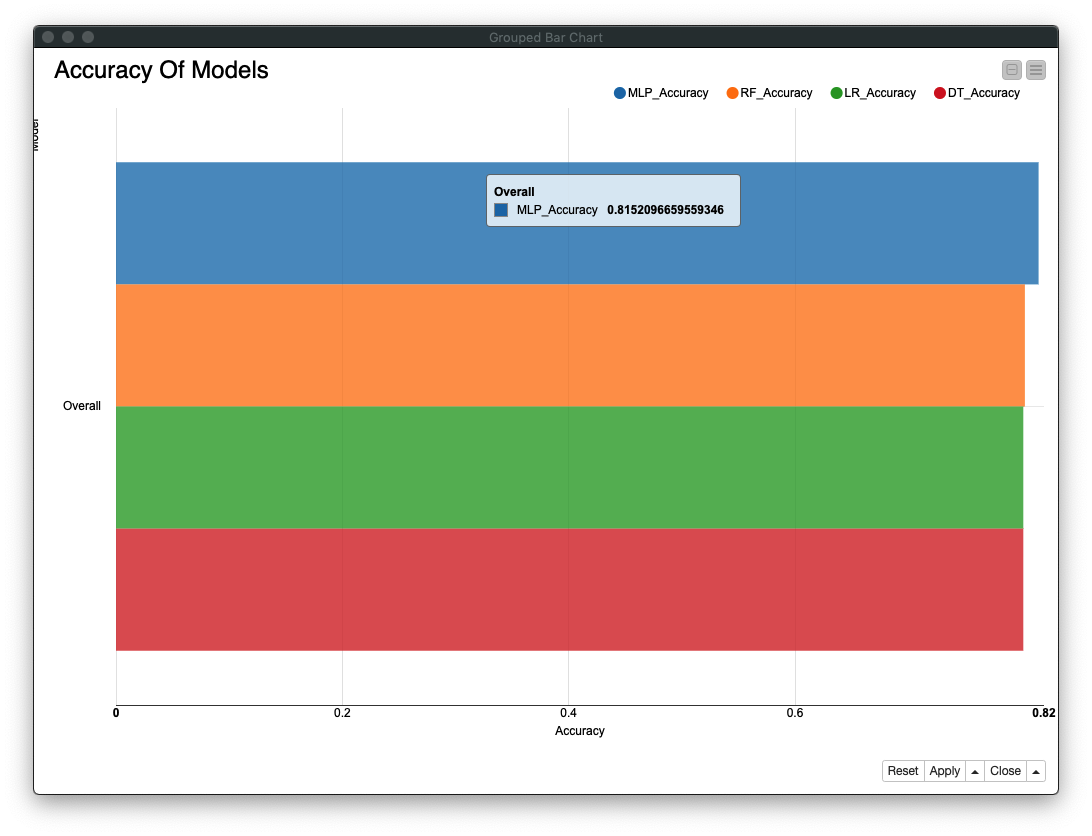 Grouped Bar Chart
Accuracy Of Models
MLP_Accuracy RF_Accuracy LR_Accuracy DT_Accuracy
Model
Overall
MLP_Accuracy 0.8152096659559346
Overall
0 0.2 0.4 0.6 0.82
Accuracy
Reset Apply Close